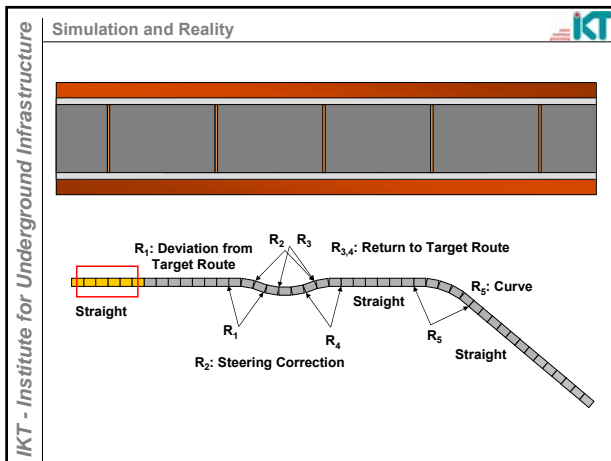 IKT - Institute for Underground Infrastructure
Simulation and Reality
iKT
R1: Deviation from
Target Route
R2
R3
R3,4: Return to Target Route
Straight
R1
R2: Steering Correction
R4
Straight
R5
R5: Curve
Straight